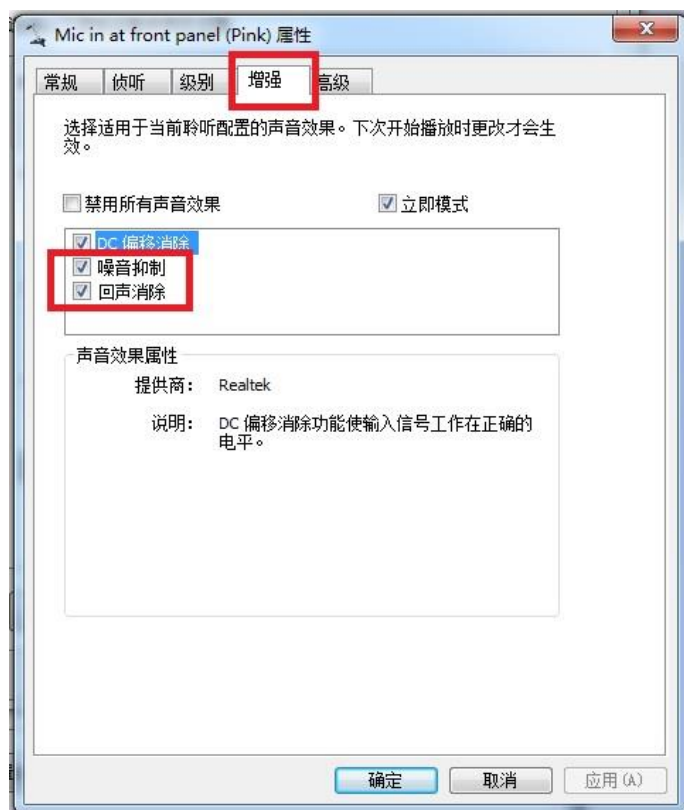 Mic in at front panel (Pink) 属性
常规 侦听 级别 增强 高级
选择适用于当前聆听配置的声音效果。下次开始播放时更改才会生
效。
禁用所有声音效果 立即模式
DC 偏移消除
噪音抑制
回声消除
声音效果属性
提供商: Realtek
说明: DC 偏移消除功能使输入信号工作在正确的
电平。
确定 取消 应用(A)